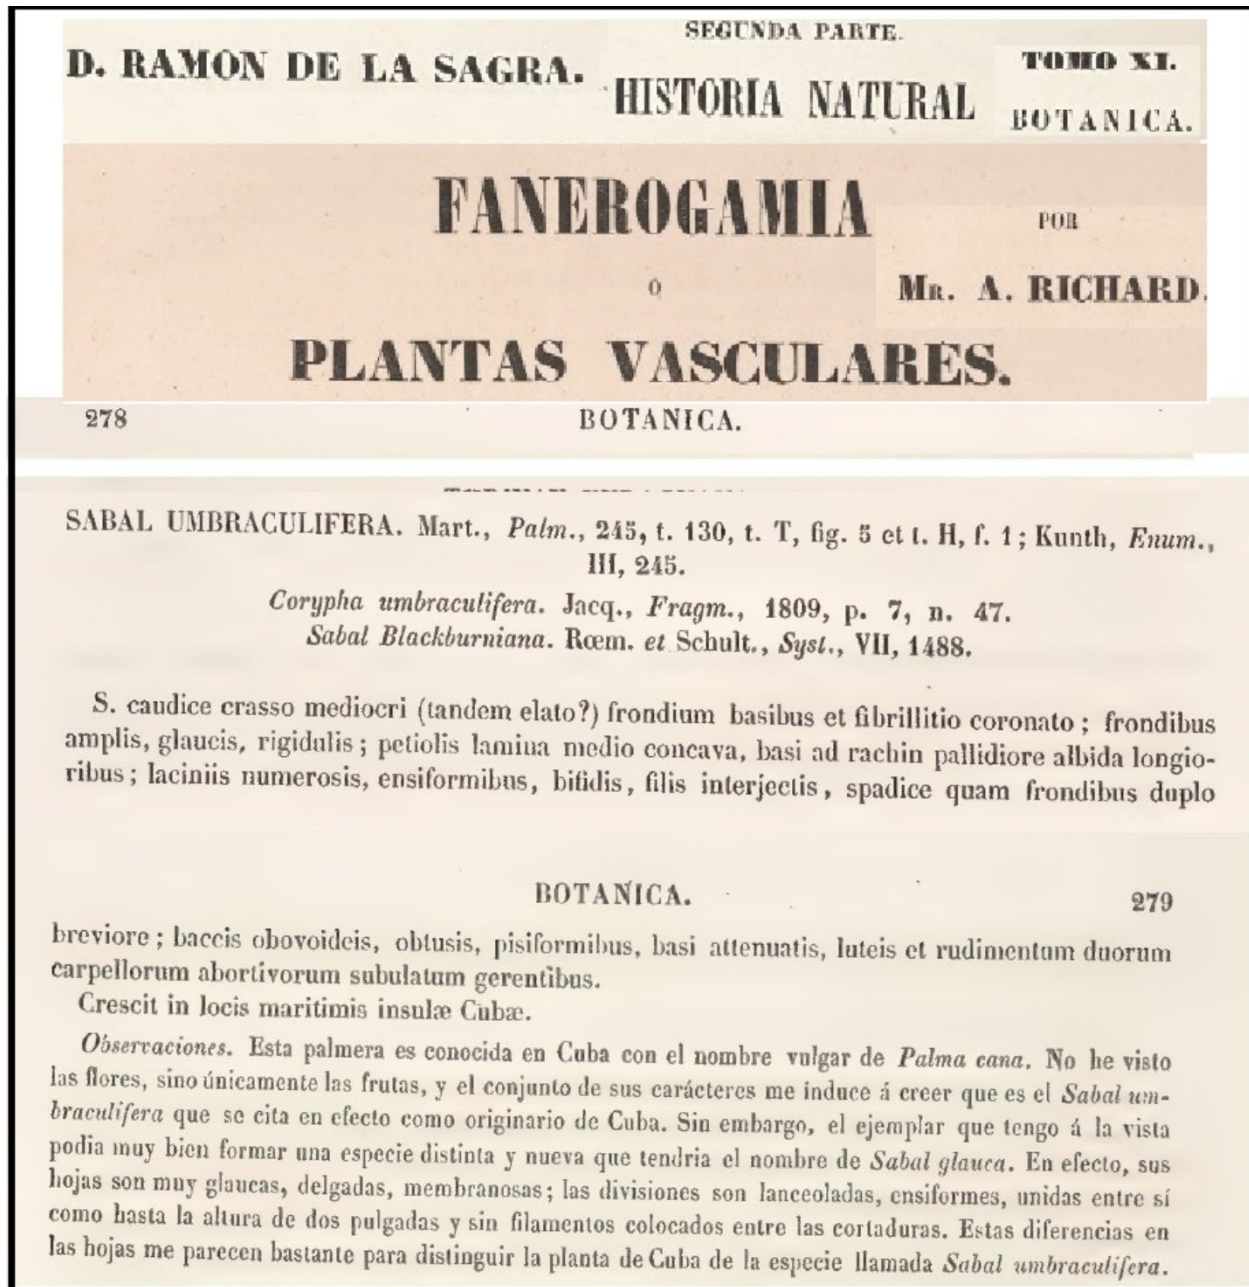 D. RAMON DE LA SAGRA.
SEGUNDA PARTE.
HISTORIA NATURAL
TOMO XI.
BOTANICA.
FANEROGAMIA
O
PLANTAS VASCULARES.
POR
MR. A. RICHARD.
278 BOTANICA.
SABAL UMBRACULIFERA. Mart., Palm., 245, t. 130, t. T, fig. 5 et t. H, f. 1; Kunth, Enum.,
III, 245.
Corypha umbraculifera. Jacq., Fragm., 1809, p. 7, n. 47.
Sabal Blackburniana. Rœm. et Schult., Syst., VII, 1488.
S. caudice crasso mediocri (tandem elato?) frondium basibus et fibrillitio coronato; frondibus
amplis, glaucis, rigidulis; petiolis lamina medio concava, basi ad rachin pallidiore albida longio-
ribus; laciniis numerosis, ensiformibus, bifidis, filis interjectis, spadice quam frondibus duplo
BOTANICA. 279
breviore; baccis obovoideis, obtusis, pisiformibus, basi attenuatis, luteis et rudimentum duorum
carpellorum abortivorum subulatum gerentibus.
Crescit in locis maritimis insulæ Cubæ.
Observaciones. Esta palmera es conocida en Cuba con el nombre vulgar de Palma cana. No he visto
las flores, sino únicamente las frutas, y el conjunto de sus carácteres me induce á creer que es el Sabal um-
braculifera que se cita en efecto como originario de Cuba. Sin embargo, el ejemplar que tengo á la vista
podia muy bien formar una especie distinta y nueva que tendria el nombre de Sabal glauca. En efecto, sus
hojas son muy glaucas, delgadas, membranosas; las divisiones son lanceoladas, ensiformes, unidas entre sí
como hasta la altura de dos pulgadas y sin filamentos colocados entre las cortaduras. Estas diferencias en
las hojas me parecen bastante para distinguir la planta de Cuba de la especie llamada Sabal umbraculifera.